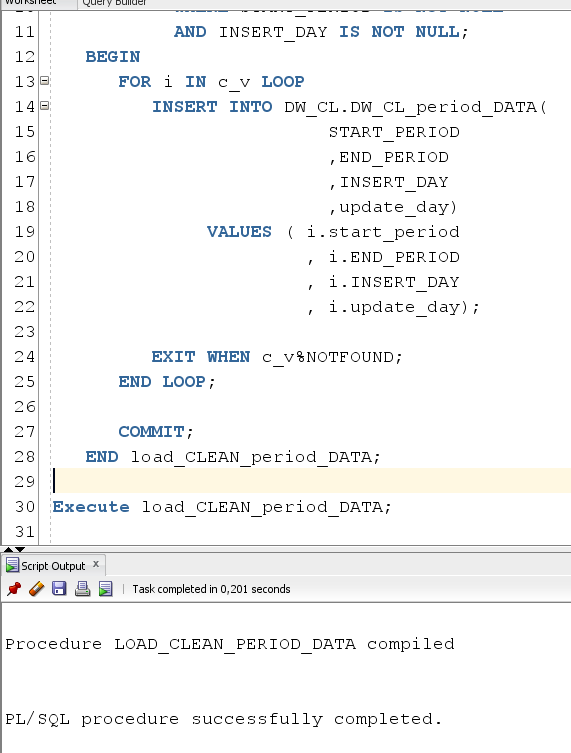 Worksheet Query Builder
11 AND INSERT_DAY IS NOT NULL;
12 BEGIN
13 FOR i IN c_v LOOP
14 INSERT INTO DW_CL.DW_CL_period_DATA(
15 START_PERIOD
16 ,END_PERIOD
17 ,INSERT_DAY
18 ,update_day)
19 VALUES ( i.start_period
20 , i.END_PERIOD
21 , i.INSERT_DAY
22 , i.update_day);
23
24 EXIT WHEN c_v%NOTFOUND;
25 END LOOP;
26
27 COMMIT;
28 END load_CLEAN_period_DATA;
29
30 Execute load_CLEAN_period_DATA;
31
Script Output x
Task completed in 0,201 seconds
Procedure LOAD_CLEAN_PERIOD_DATA compiled
PL/SQL procedure successfully completed.